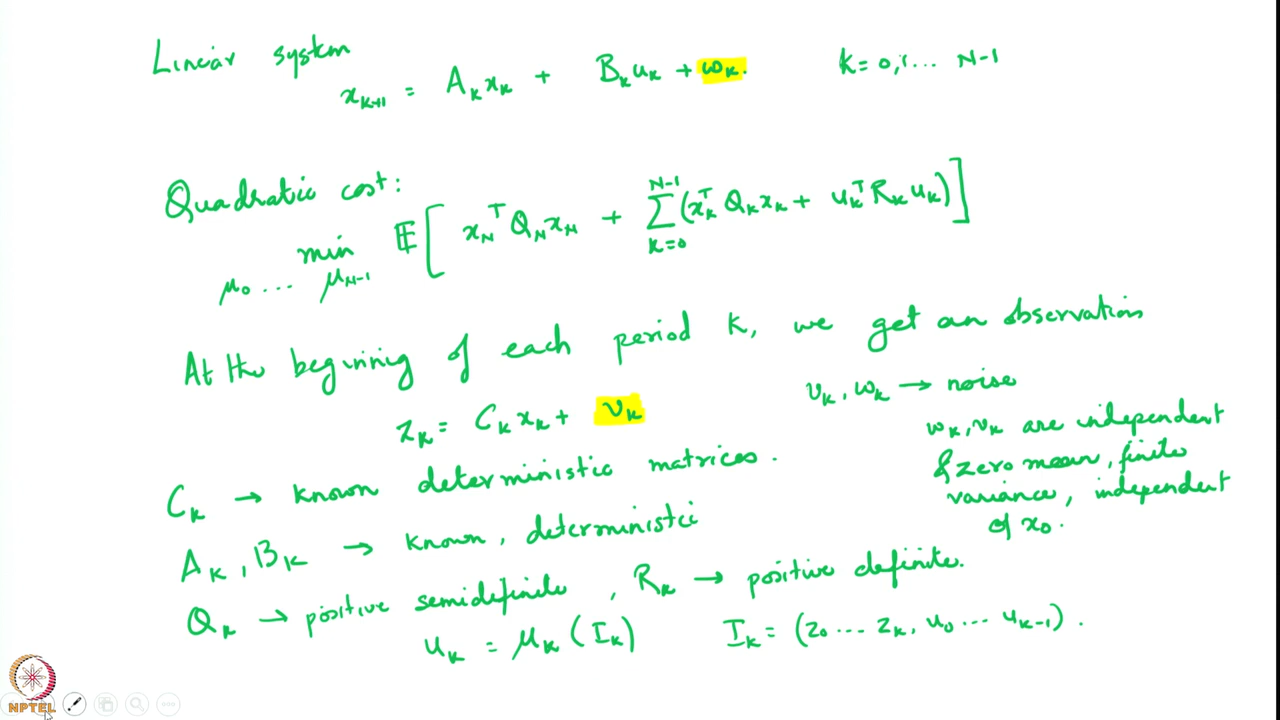 Linear system
x_{k+1} = A_k x_k + B_k u_k + w_k. k = 0, 1 ... N-1
Quadratic cost:
min_{μ_0 ... μ_{N-1}} 𝔼[ x_N^T Q_N x_N + Σ_{k=0}^{N-1} (x_k^T Q_k x_k + u_k^T R_k u_k) ]
At the beginning of each period k, we get an observation
z_k = C_k x_k + v_k
v_k, w_k → noise
w_k, v_k are independent
& zero mean, finite
variance, independent
of x_0.
C_k → known deterministic matrices.
A_k, B_k → known, deterministic
Q_k → positive semidefinite, R_k → positive definite.
u_k = μ_k (I_k) I_k = (z_0 ... z_k, u_0 ... u_{k-1}).
NPTEL